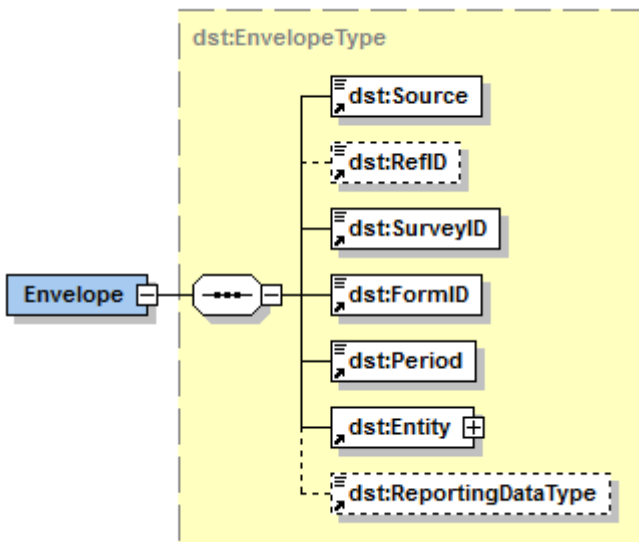 dst:EnvelopeType
dst:Source
dst:RefID
dst:SurveyID
Envelope
dst:FormID
dst:Period
dst:Entity
dst:ReportingDataType